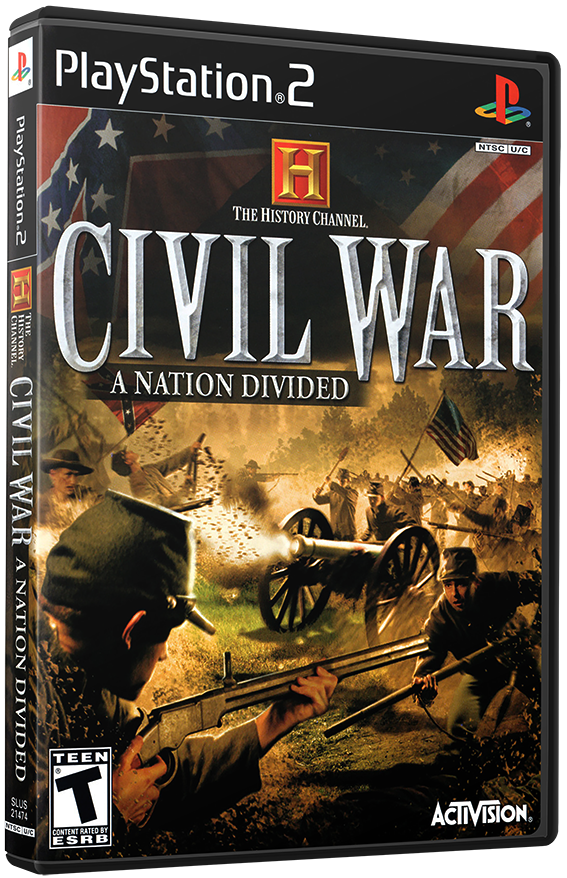 PlayStation®2
NTSC U/C
H
THE HISTORY CHANNEL.
CIVIL WAR
A NATION DIVIDED
TEEN
T
CONTENT RATED BY
ESRB
ACTIVISION®
PlayStation®2
H
THE
HISTORY
CHANNEL.
CIVIL WAR A NATION DIVIDED
SLUS
21474
NTSC U/C